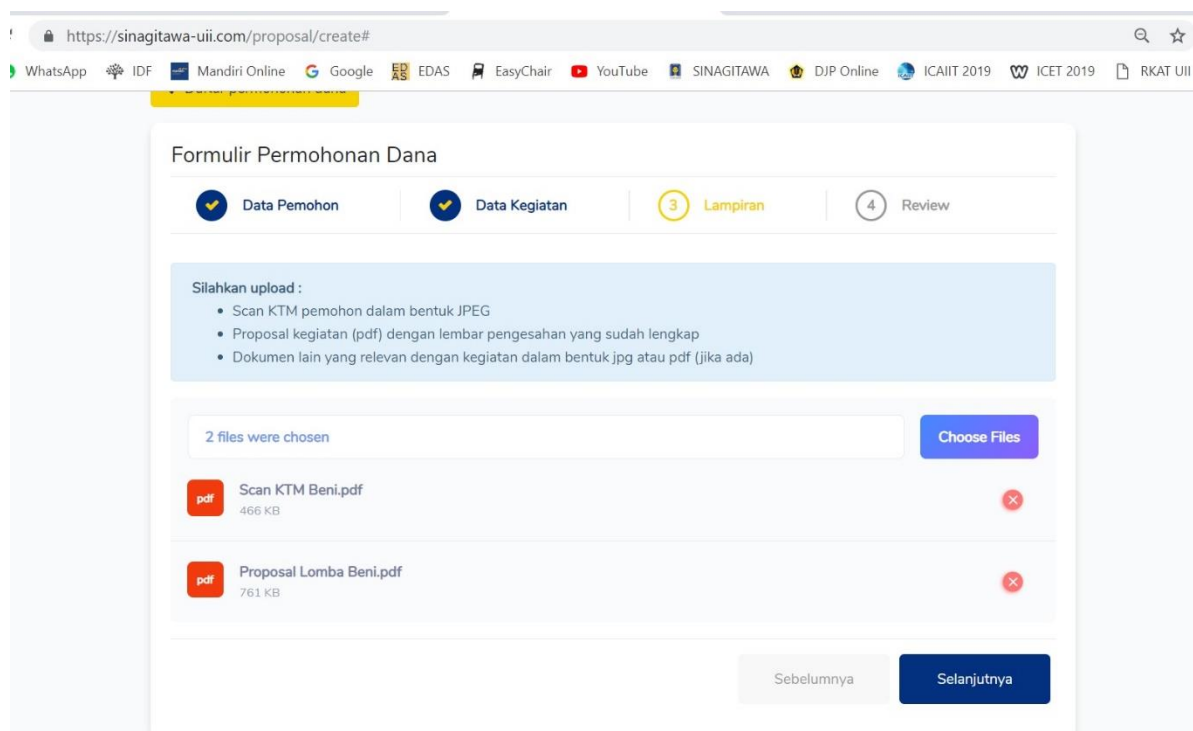 https://sinagitawa-uii.com/proposal/create#
WhatsApp IDF Mandiri Online Google EDAS EDAS EasyChair YouTube SINAGITAWA DJP Online ICAIIT 2019 ICET 2019 RKAT UII
Daftar permohonan dana
Formulir Permohonan Dana
Data Pemohon Data Kegiatan 3 Lampiran 4 Review
Silahkan upload :
• Scan KTM pemohon dalam bentuk JPEG
• Proposal kegiatan (pdf) dengan lembar pengesahan yang sudah lengkap
• Dokumen lain yang relevan dengan kegiatan dalam bentuk jpg atau pdf (jika ada)
2 files were chosen Choose Files
pdf Scan KTM Beni.pdf
466 KB
pdf Proposal Lomba Beni.pdf
761 KB
Sebelumnya Selanjutnya